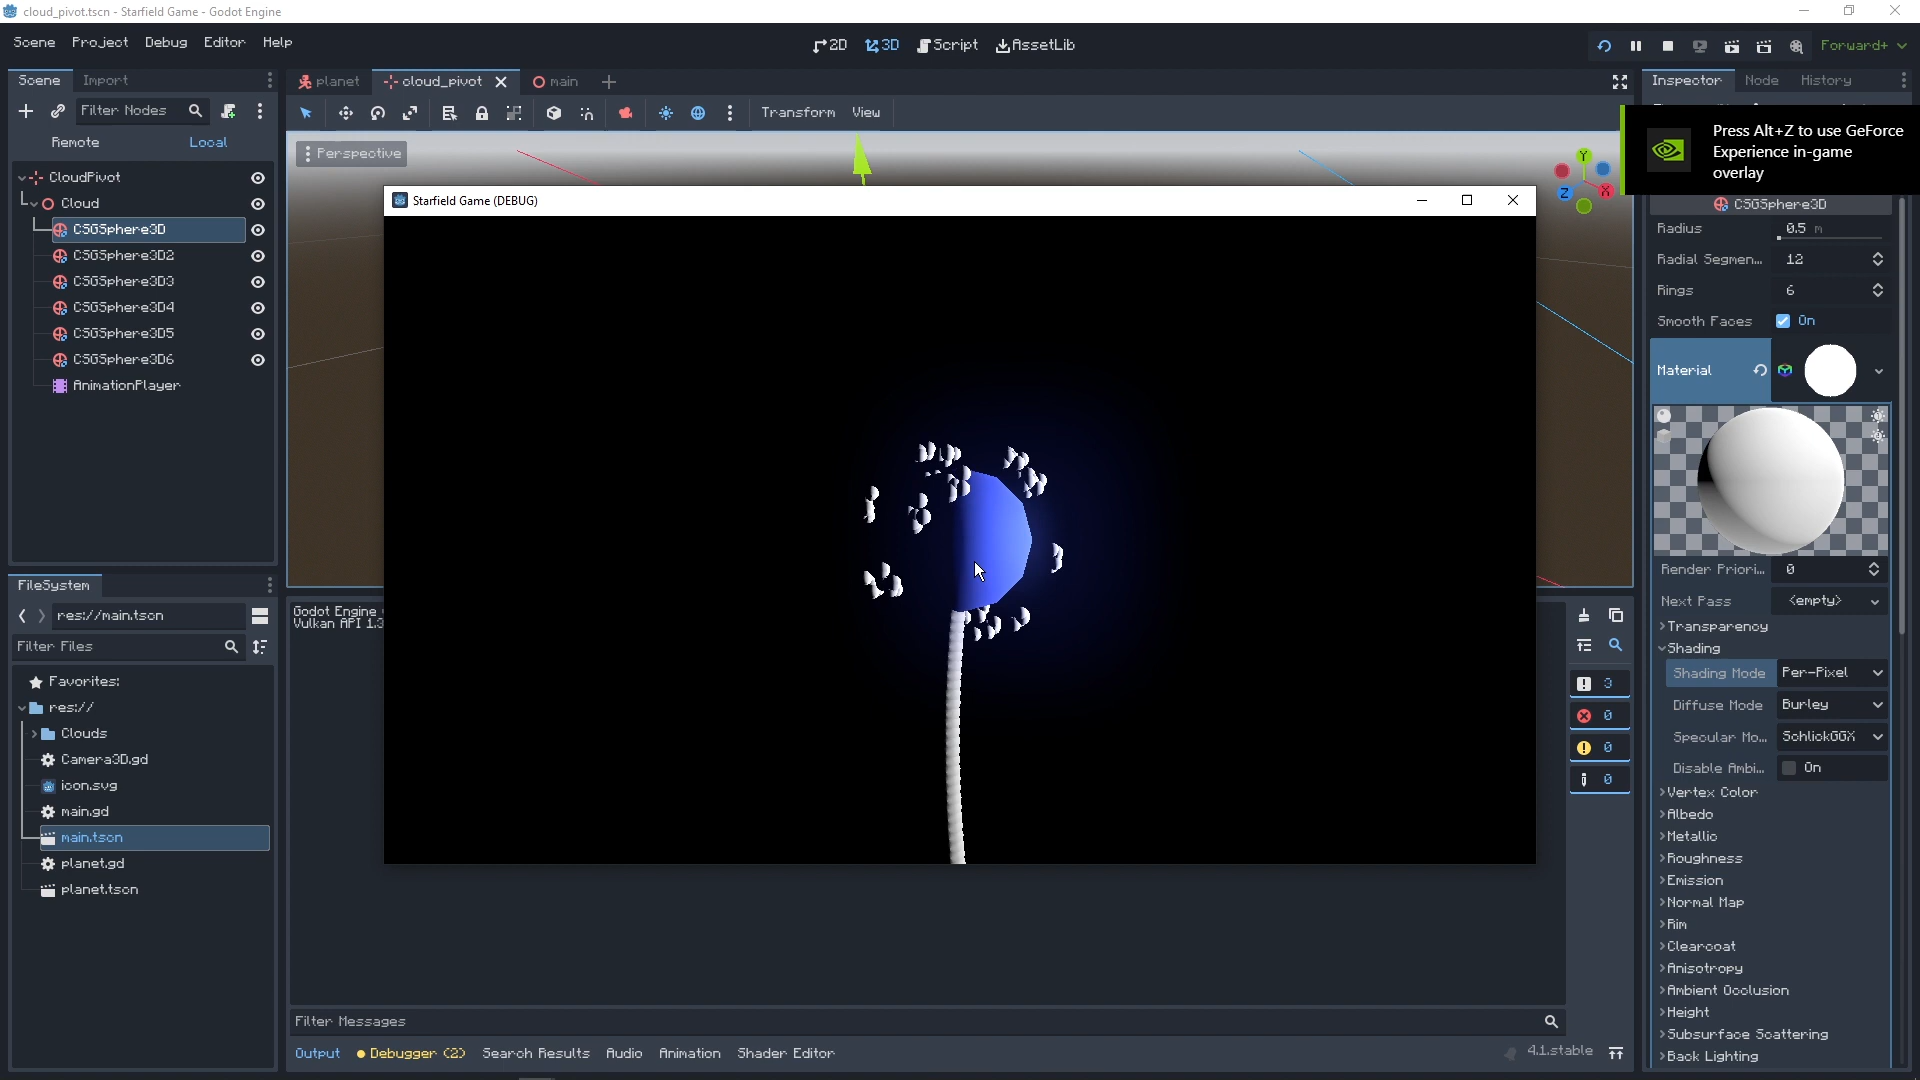 cloud_pivot.tscn - Starfield Game - Godot Engine
Scene Project Debug Editor Help
2D 3D Script AssetLib
Forward+
Scene Import
planet cloud_pivot main
Inspector Node History
Filter Nodes
Transform View
Remote Local
Perspective
Press Alt+Z to use GeForce
Experience in-game
overlay
Y
X
Z
CloudPivot
Cloud
CSGSphere3D
CSGSphere3D2
CSGSphere3D3
CSGSphere3D4
CSGSphere3D5
CSGSphere3D6
AnimationPlayer
Starfield Game (DEBUG)
CSGSphere3D
Radius 0.5 m
Radial Segmen... 12
Rings 6
Smooth Faces On
Material
Render Priori... 0
Next Pass <empty>
Transparency
Shading
Shading Mode Per-Pixel
Diffuse Mode Burley
Specular Mo... SchlickGGX
Disable Ambi... On
Vertex Color
Albedo
Metallic
Roughness
Emission
Normal Map
Rim
Clearcoat
Anisotropy
Ambient Occlusion
Height
Subsurface Scattering
Back Lighting
FileSystem
res://main.tscn
Filter Files
Favorites:
res://
Clouds
Camera3D.gd
icon.svg
main.gd
main.tscn
planet.gd
planet.tscn
Godot Engine
Vulkan API 1.3
3
0
0
0
Filter Messages
Output Debugger (2) Search Results Audio Animation Shader Editor
4.1.stable